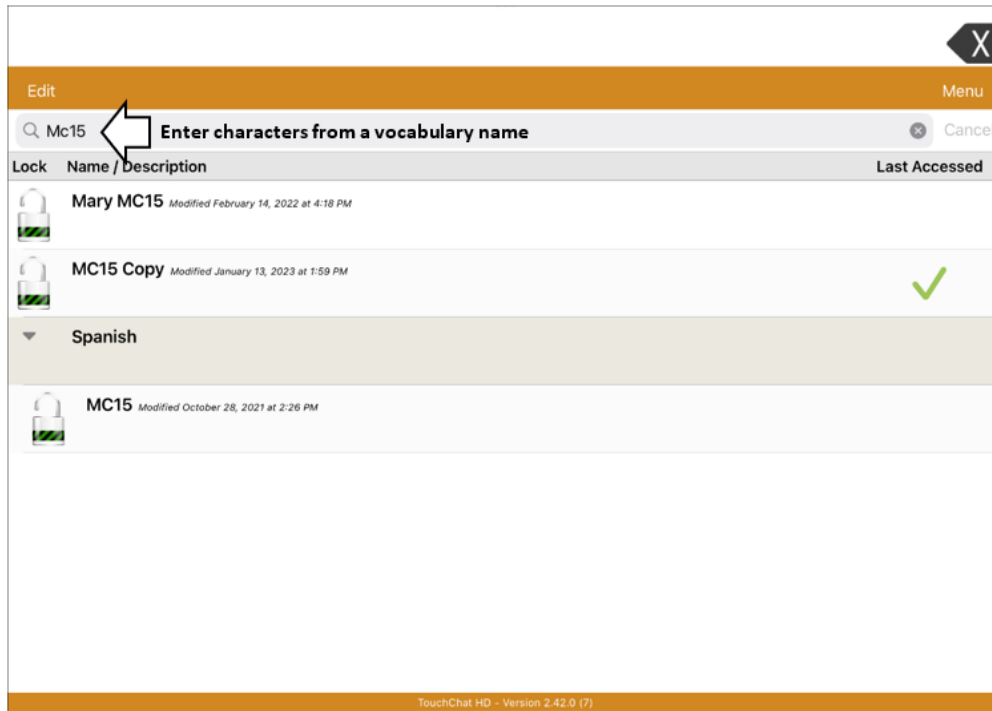 X
Edit Menu
Mc15 Enter characters from a vocabulary name Cancel
Lock Name / Description Last Accessed
Mary MC15 Modified February 14, 2022 at 4:18 PM
MC15 Copy Modified January 13, 2023 at 1:59 PM
Spanish
MC15 Modified October 28, 2021 at 2:26 PM
TouchChat HD - Version 2.42.0 (7)